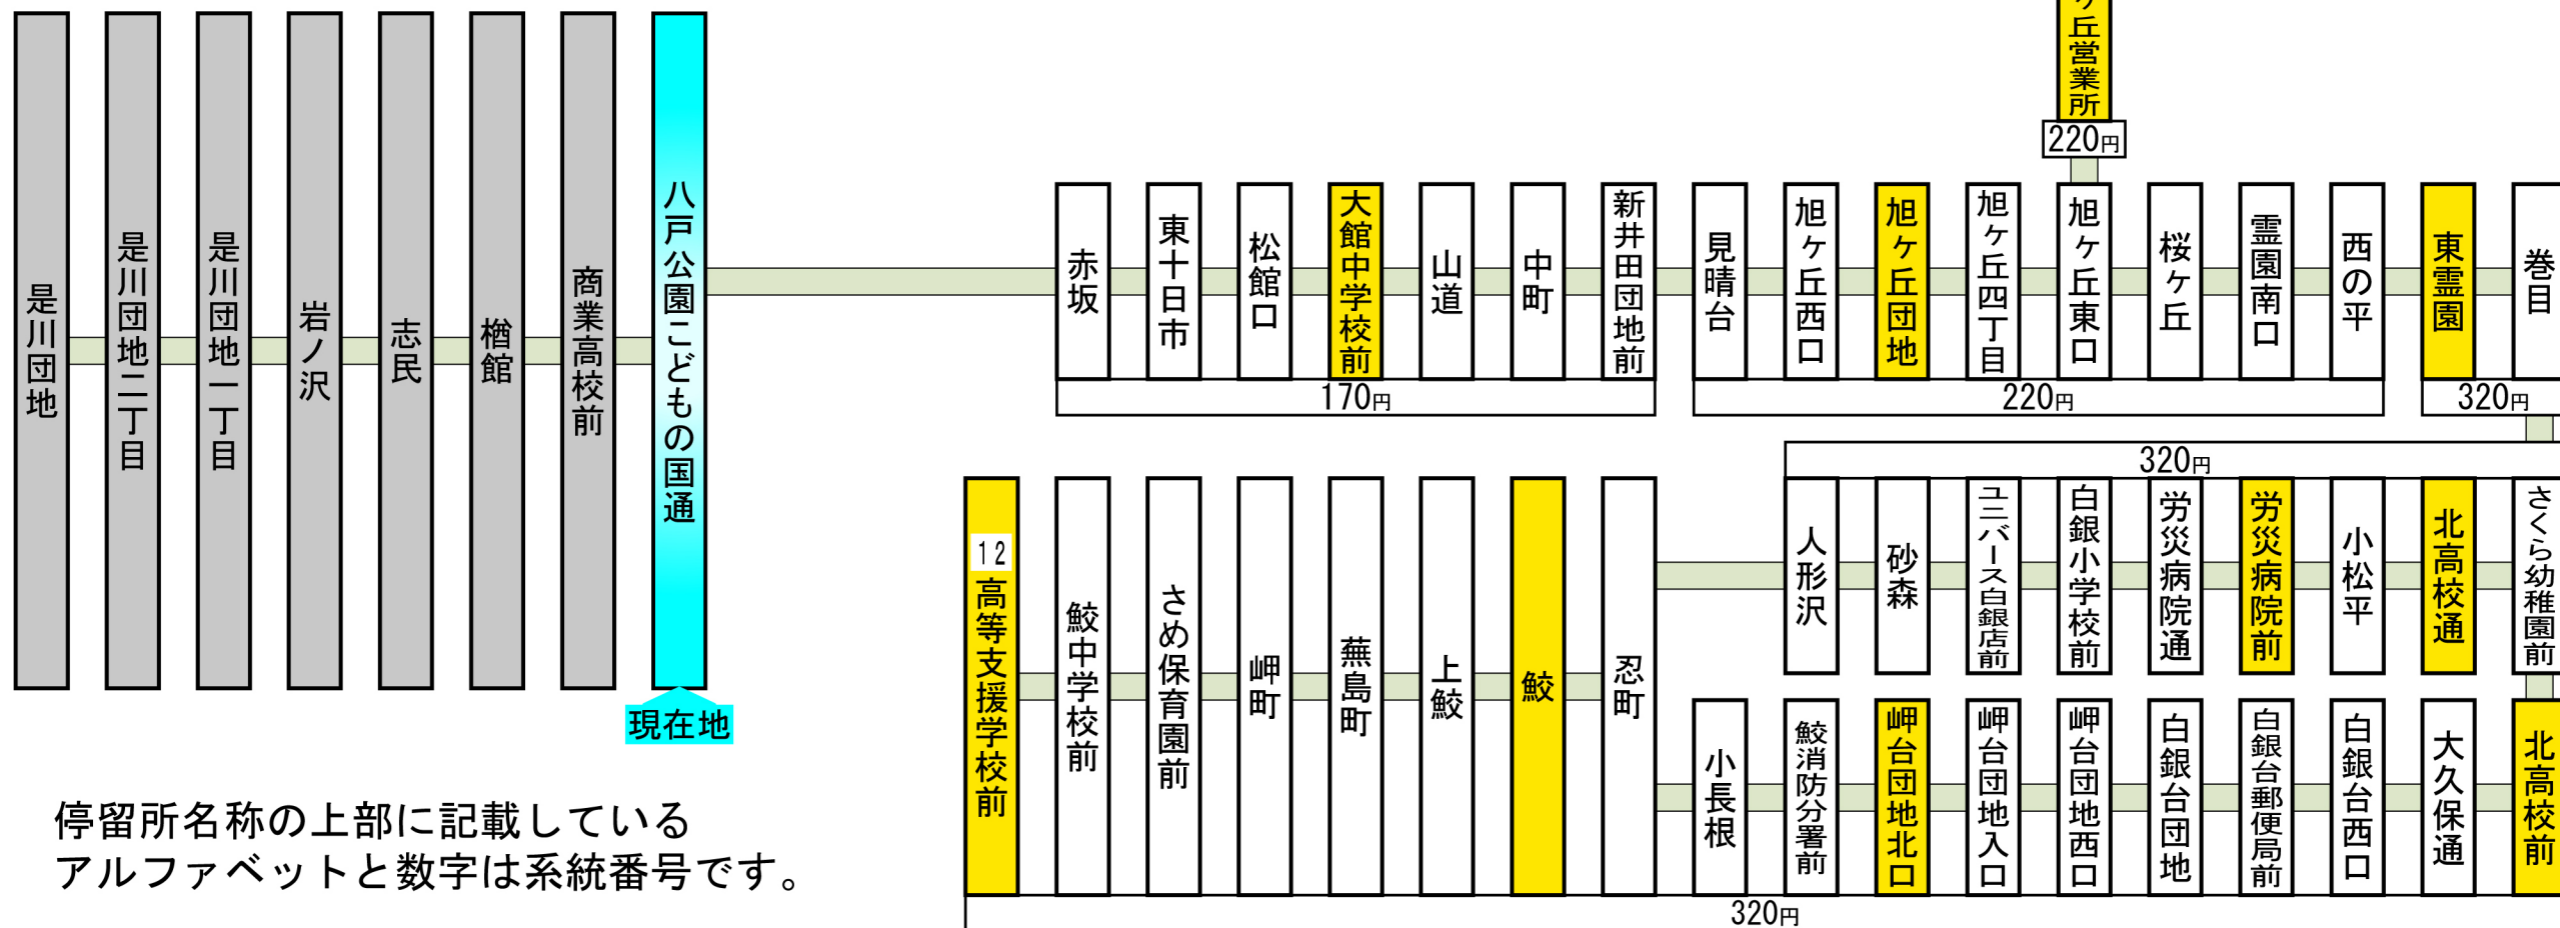 是川団地
是川団地二丁目
是川団地一丁目
岩ノ沢
志民
楢館
商業高校前
八戸公園こどもの国通
現在地
ヶ丘営業所
220円
赤坂
東十日市
松館口
大館中学校前
山道
中町
新井田団地前
見晴台
旭ヶ丘西口
旭ヶ丘団地
旭ヶ丘四丁目
旭ヶ丘東口
桜ヶ丘
霊園南口
西の平
東霊園
巻目
170円
220円
320円
320円
人形沢
砂森
ユニバース白銀店前
白銀小学校前
労災病院通
労災病院前
小松平
北高校通
さくら幼稚園前
12
高等支援学校前
鮫中学校前
さめ保育園前
岬町
蕪島町
上鮫
鮫
忍町
小長根
鮫消防分署前
岬台団地北口
岬台団地入口
岬台団地西口
白銀台団地
白銀台郵便局前
白銀台西口
大久保通
北高校前
320円
停留所名称の上部に記載している
アルファベットと数字は系統番号です。